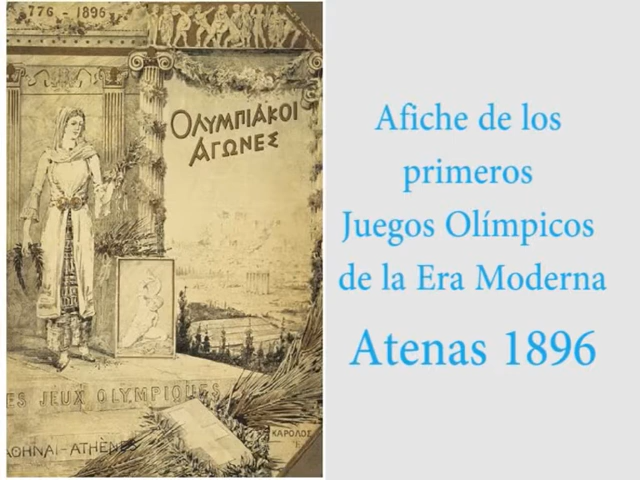 776 - 1896
ΟΛΥΜΠΙΑΚΟΙ
ΑΓΩΝΕΣ
ES JEUX OLYMPIQUES
ΑΘΗΝΑΙ-ATHÈNES
ΚΑΡΟΛΟΣ
Afiche de los
primeros
Juegos Olímpicos
de la Era Moderna
Atenas 1896